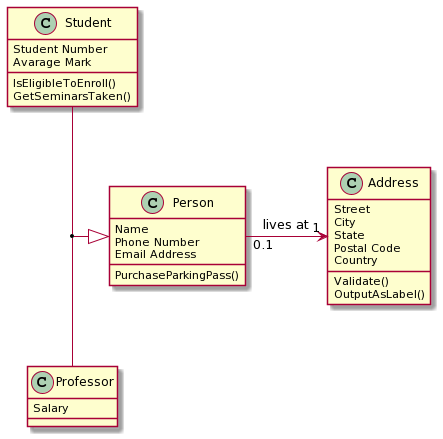 C Student
Student Number
Avarage Mark
IsEligibleToEnroll()
GetSeminarsTaken()
C Person
Name
Phone Number
Email Address
PurchaseParkingPass()
lives at 1
0.1
C Address
Street
City
State
Postal Code
Country
Validate()
OutputAsLabel()
C Professor
Salary